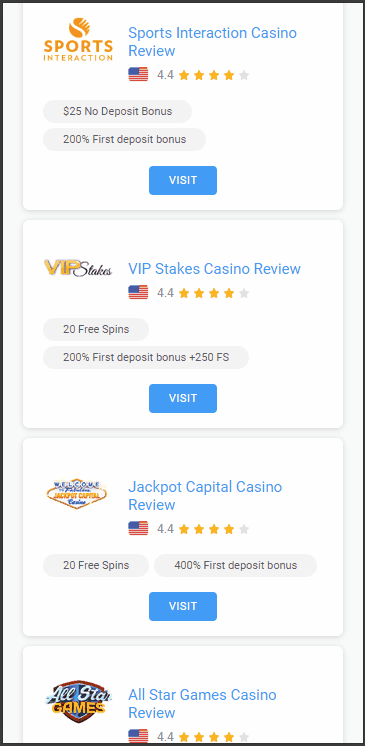 SPORTS
INTERACTION
Sports Interaction Casino
Review
4.4
$25 No Deposit Bonus
200% First deposit bonus
VISIT
VIP Stakes
VIP Stakes Casino Review
4.4
20 Free Spins
200% First deposit bonus +250 FS
VISIT
WELCOME
JACKPOT CAPITAL
Casino
Jackpot Capital Casino
Review
4.4
20 Free Spins
400% First deposit bonus
VISIT
All Star
GAMES
All Star Games Casino
Review
4.4